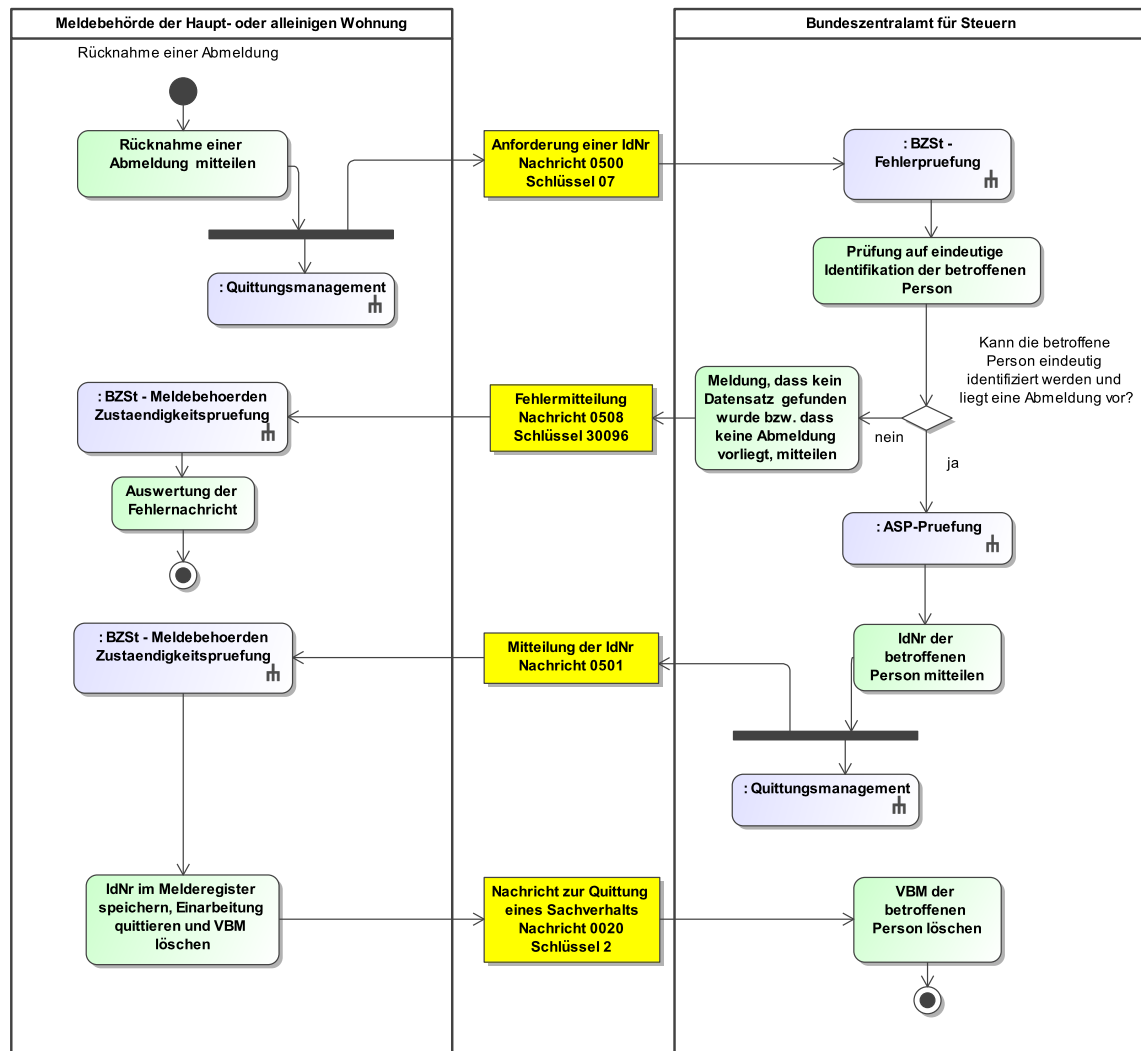 Meldebehörde der Haupt- oder alleinigen Wohnung
Bundeszentralamt für Steuern
Rücknahme einer Abmeldung
Rücknahme einer
Abmeldung mitteilen
Anforderung einer IdNr
Nachricht 0500
Schlüssel 07
: BZSt -
Fehlerpruefung
: Quittungsmanagement
Prüfung auf eindeutige
Identifikation der betroffenen
Person
Kann die betroffene
Person eindeutig
identifiziert werden und
liegt eine Abmeldung vor?
: BZSt - Meldebehoerden
Zustaendigkeitspruefung
Fehlermitteilung
Nachricht 0508
Schlüssel 30096
Meldung, dass kein
Datensatz gefunden
wurde bzw. dass
keine Abmeldung
vorliegt, mitteilen
nein
ja
Auswertung der
Fehlernachricht
: ASP-Pruefung
: BZSt - Meldebehoerden
Zustaendigkeitspruefung
Mitteilung der IdNr
Nachricht 0501
IdNr der
betroffenen
Person mitteilen
: Quittungsmanagement
IdNr im Melderegister
speichern, Einarbeitung
quittieren und VBM
löschen
Nachricht zur Quittung
eines Sachverhalts
Nachricht 0020
Schlüssel 2
VBM der
betroffenen
Person löschen